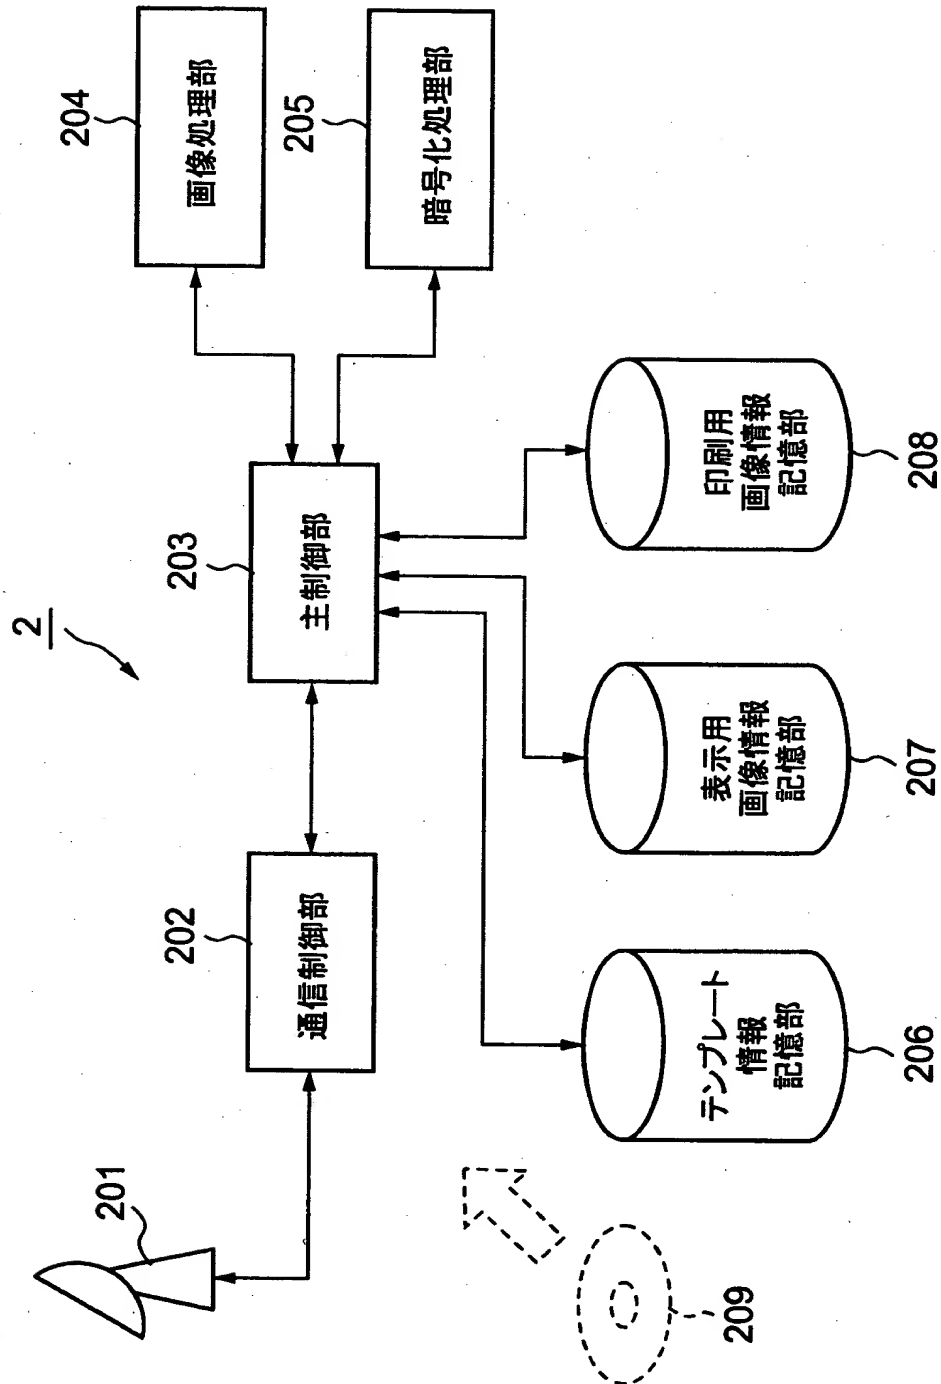 2
201
202
通信制御部
203
主制御部
204
画像処理部
205
暗号化処理部
テンプレート
情報
記憶部
206
表示用
画像情報
記憶部
207
印刷用
画像情報
記憶部
208
209